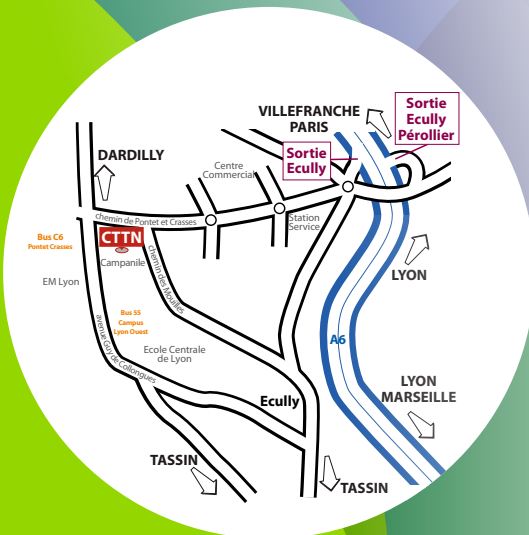 VILLEFRANCHE
PARIS
Sortie
Ecully
Pérollier
Sortie
Ecully
DARDILLY
Centre
Commercial
chemin de Pontet et Crasses
Station
Service
Bus C6
Pontet Crasses
CTTN
Campanile
chemin des Mouilles
LYON
EM Lyon
Bus 55
Campus
Lyon Ouest
avenue Guy de Collongues
Ecole Centrale
de Lyon
A6
LYON
MARSEILLE
Ecully
TASSIN
TASSIN